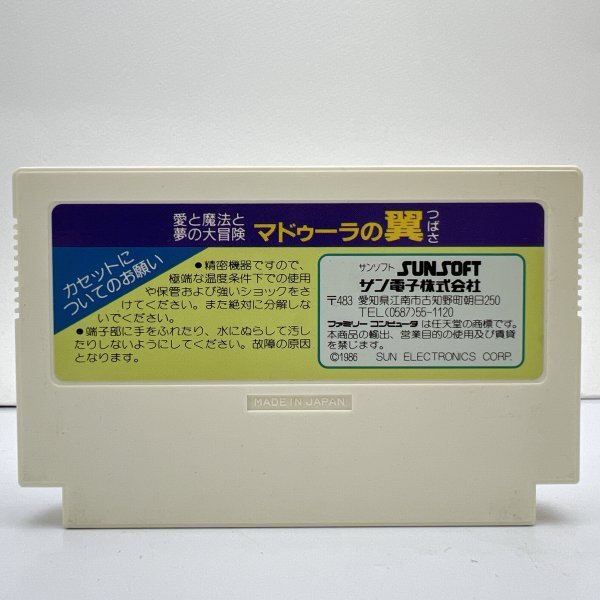 愛と魔法と
夢の大冒険
マドゥーラの翼
つばさ
カセットに
ついてのお願い
●精密機器ですので、
極端な温度条件下での使用
や保管および強いショックをさ
けてください。また絶対に分解しな
いでください。
●端子部に手をふれたり、水にぬらして汚し
たりしないようにしてください。故障の原因
となります。
サンソフト SUNSOFT
サン電子株式会社
〒483 愛知県江南市古知野町朝日250
TEL(0587)55-1120
ファミリー コンピュータ は任天堂の商標です。
本商品の輸出、営業目的の使用及び賃貸
を禁じます。
©1986 SUN ELECTRONICS CORP.
MADE IN JAPAN